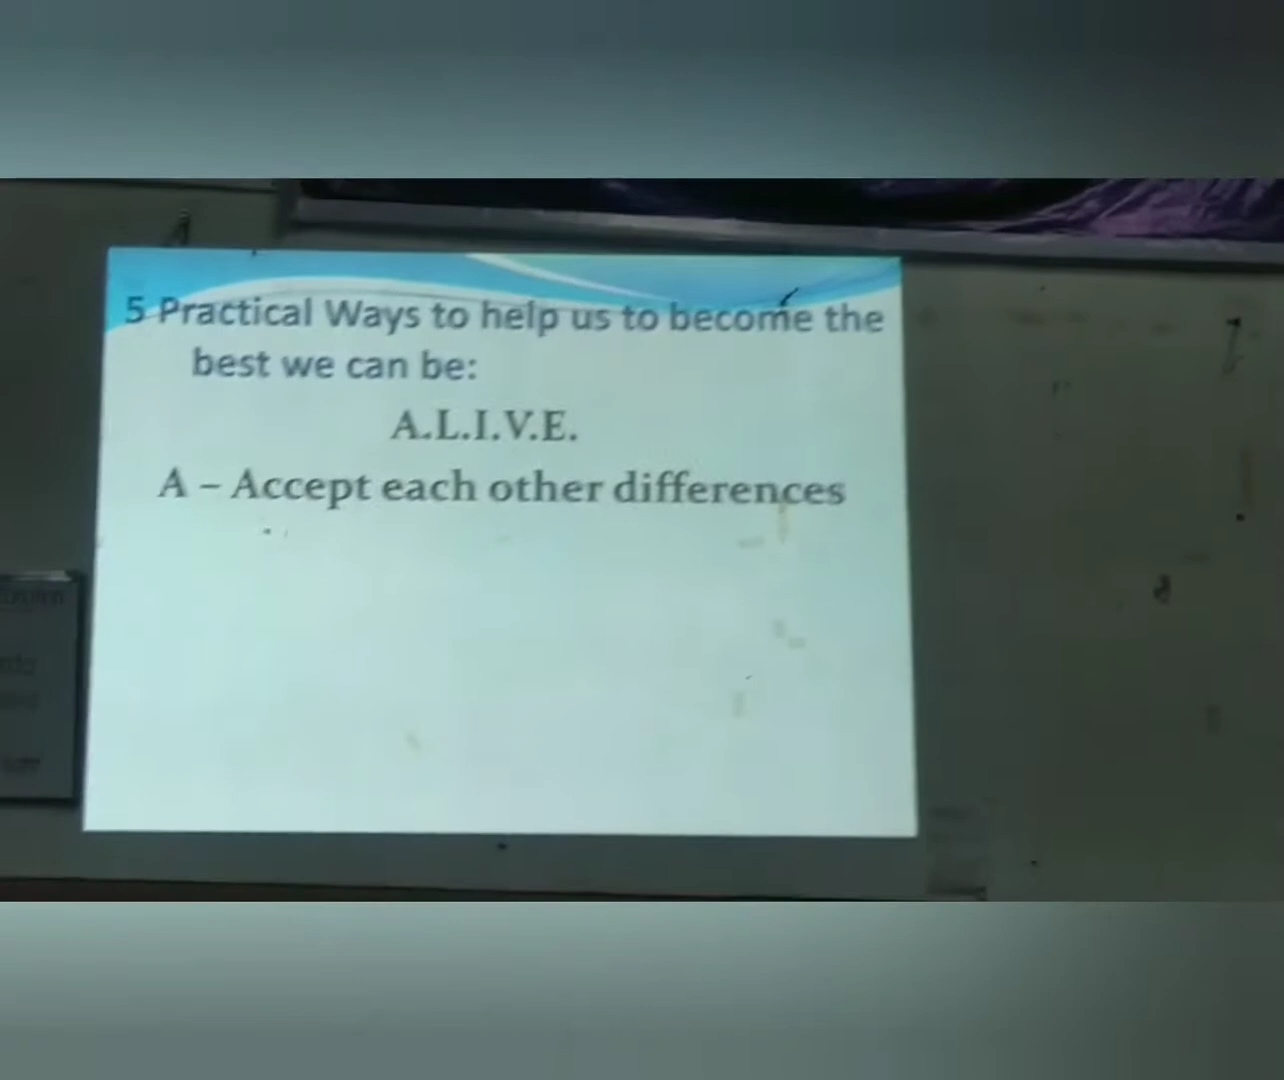 5 Practical Ways to help us to become the
best we can be:
A.L.I.V.E.
A – Accept each other differences